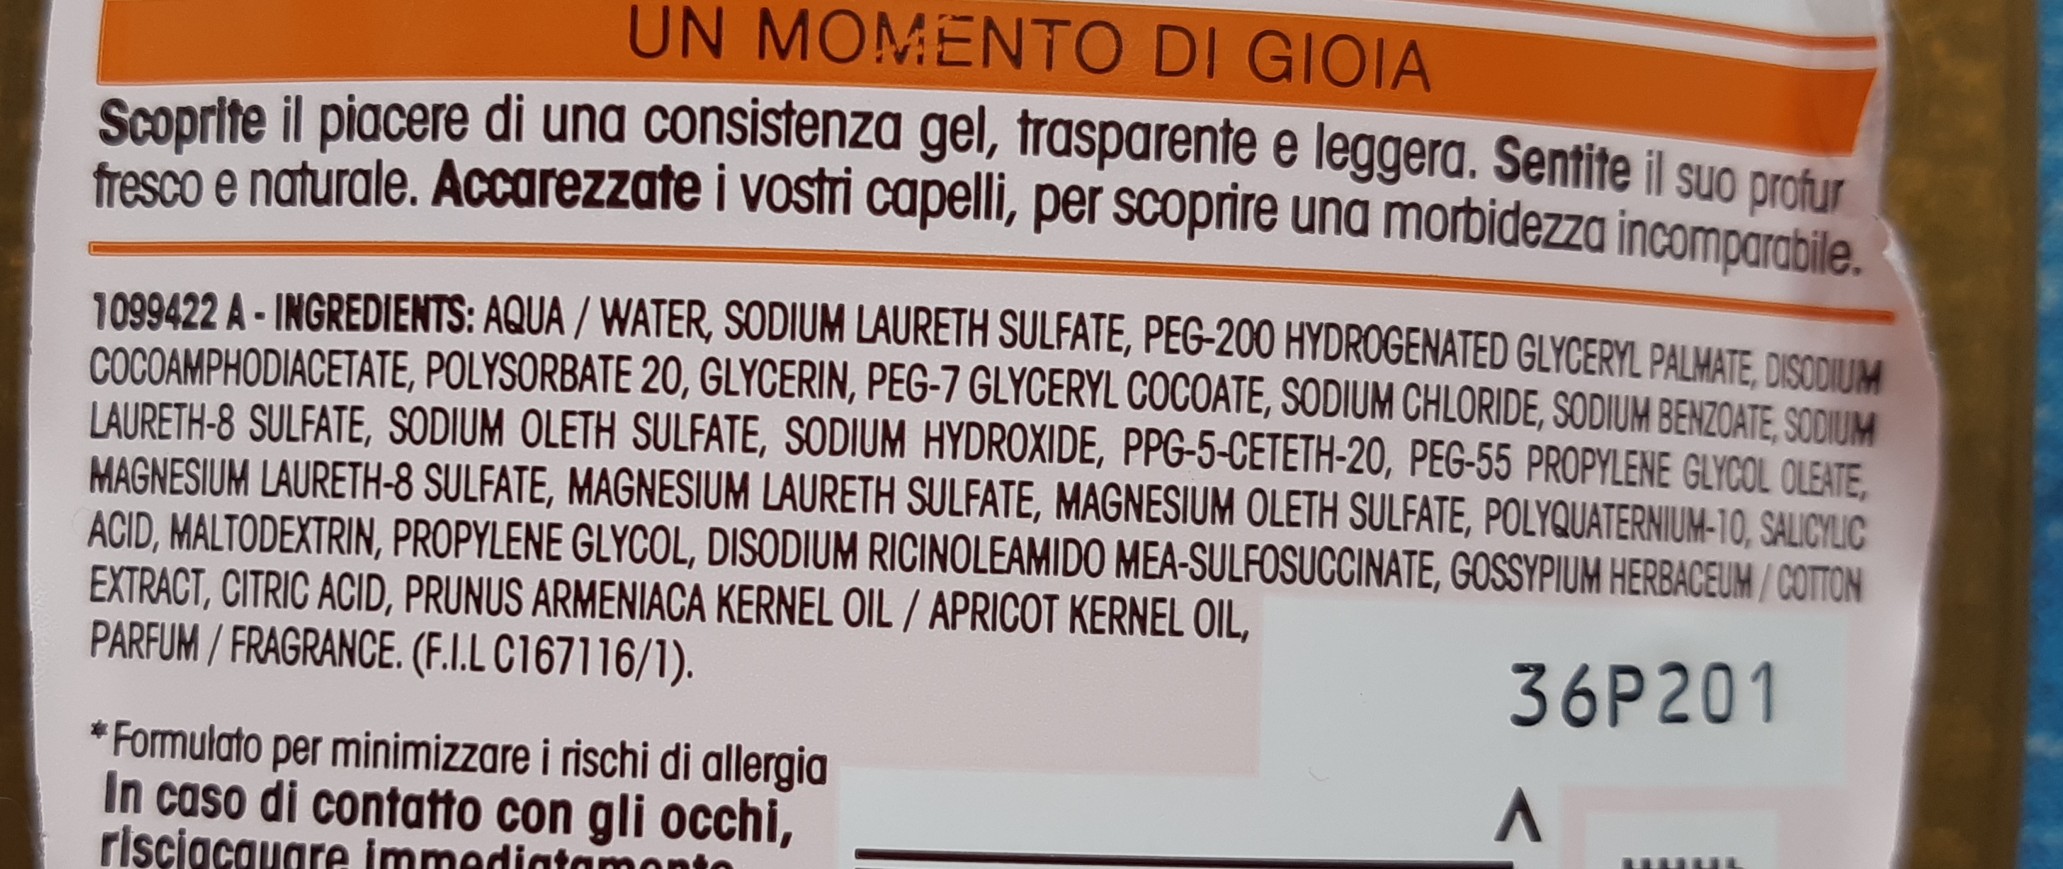 UN MOMENTO DI GIOIA
Scoprite il piacere di una consistenza gel, trasparente e leggera. Sentite il suo profur
fresco e naturale. Accarezzate i vostri capelli, per scoprire una morbidezza incomparabile.
1099422 A - INGREDIENTS: AQUA / WATER, SODIUM LAURETH SULFATE, PEG-200 HYDROGENATED GLYCERYL PALMATE, DISODIUM
COCOAMPHODIACETATE, POLYSORBATE 20, GLYCERIN, PEG-7 GLYCERYL COCOATE, SODIUM CHLORIDE, SODIUM BENZOATE, SODIUM
LAURETH-8 SULFATE, SODIUM OLETH SULFATE, SODIUM HYDROXIDE, PPG-5-CETETH-20, PEG-55 PROPYLENE GLYCOL OLEATE,
MAGNESIUM LAURETH-8 SULFATE, MAGNESIUM LAURETH SULFATE, MAGNESIUM OLETH SULFATE, POLYQUATERNIUM-10, SALICYLIC
ACID, MALTODEXTRIN, PROPYLENE GLYCOL, DISODIUM RICINOLEAMIDO MEA-SULFOSUCCINATE, GOSSYPIUM HERBACEUM / COTTON
EXTRACT, CITRIC ACID, PRUNUS ARMENIACA KERNEL OIL / APRICOT KERNEL OIL,
PARFUM / FRAGRANCE. (F.I.L C167116/1).
36P201
*Formulato per minimizzare i rischi di allergia
In caso di contatto con gli occhi,
risciacquare immediatamente